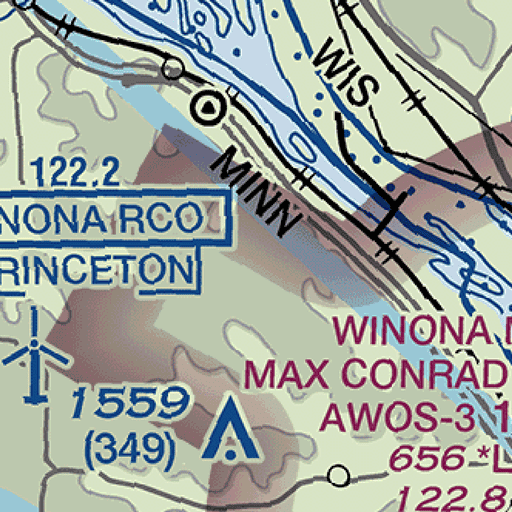 WIS
MINN
122.2
NONA RCO
RINCETON
WINONA
MAX CONRAD
AWOS-3 1
1559
(349)
656 *L
122.8